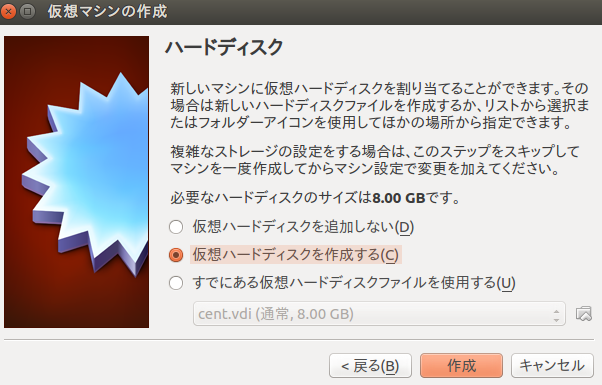 仮想マシンの作成
ハードディスク
新しいマシンに仮想ハードディスクを割り当てることができます。その
場合は新しいハードディスクファイルを作成するか、リストから選択ま
たはフォルダーアイコンを使用してほかの場所から指定できます。
複雑なストレージの設定をする場合は、このステップをスキップして
マシンを一度作成してからマシン設定で変更を加えてください。
必要なハードディスクのサイズは8.00 GBです。
仮想ハードディスクを追加しない(D)
仮想ハードディスクを作成する(C)
すでにある仮想ハードディスクファイルを使用する(U)
cent.vdi (通常, 8.00 GB)
< 戻る(B)
作成
キャンセル